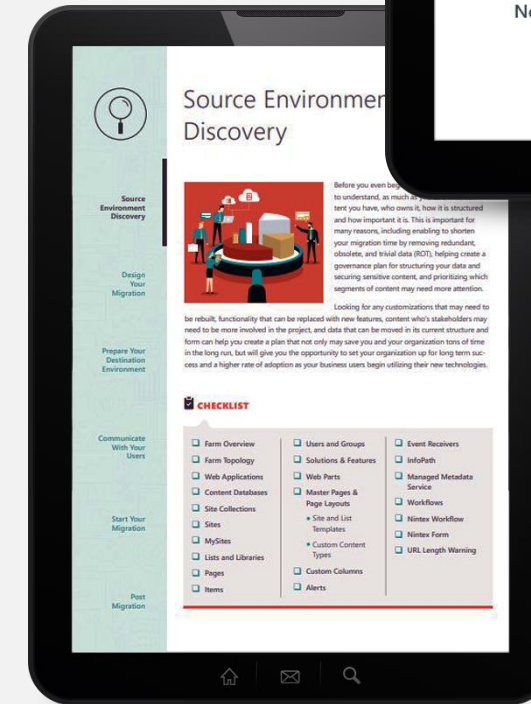 Ne
Source Environmen
Discovery
Source
Environment
Discovery
Design
Your
Migration
Prepare Your
Destination
Environment
Communicate
With Your
Users
Start Your
Migration
Post
Migration
Before you even beg
to understand, as much as
tent you have, who owns it, how it is structured
and how important it is. This is important for
many reasons, including enabling to shorten
your migration time by removing redundant,
obsolete, and trivial data (ROT), helping create a
governance plan for structuring your data and
securing sensitive content, and prioritizing which
segments of content may need more attention.
Looking for any customizations that may need to
be rebuilt, functionality that can be replaced with new features, content who's stakeholders may
need to be more involved in the project, and data that can be moved in its current structure and
form can help you create a plan that not only may save you and your organization tons of time
in the long run, but will give you the opportunity to set your organization up for long term suc-
cess and a higher rate of adoption as your business users begin utilizing their new technologies.
CHECKLIST
Farm Overview
Farm Topology
Web Applications
Content Databases
Site Collections
Sites
MySites
Lists and Libraries
Pages
Items
Users and Groups
Solutions & Features
Web Parts
Master Pages &
Page Layouts
• Site and List
Templates
• Custom Content
Types
Custom Columns
Alerts
Event Receivers
InfoPath
Managed Metadata
Service
Workflows
Nintex Workflow
Nintex Form
URL Length Warning